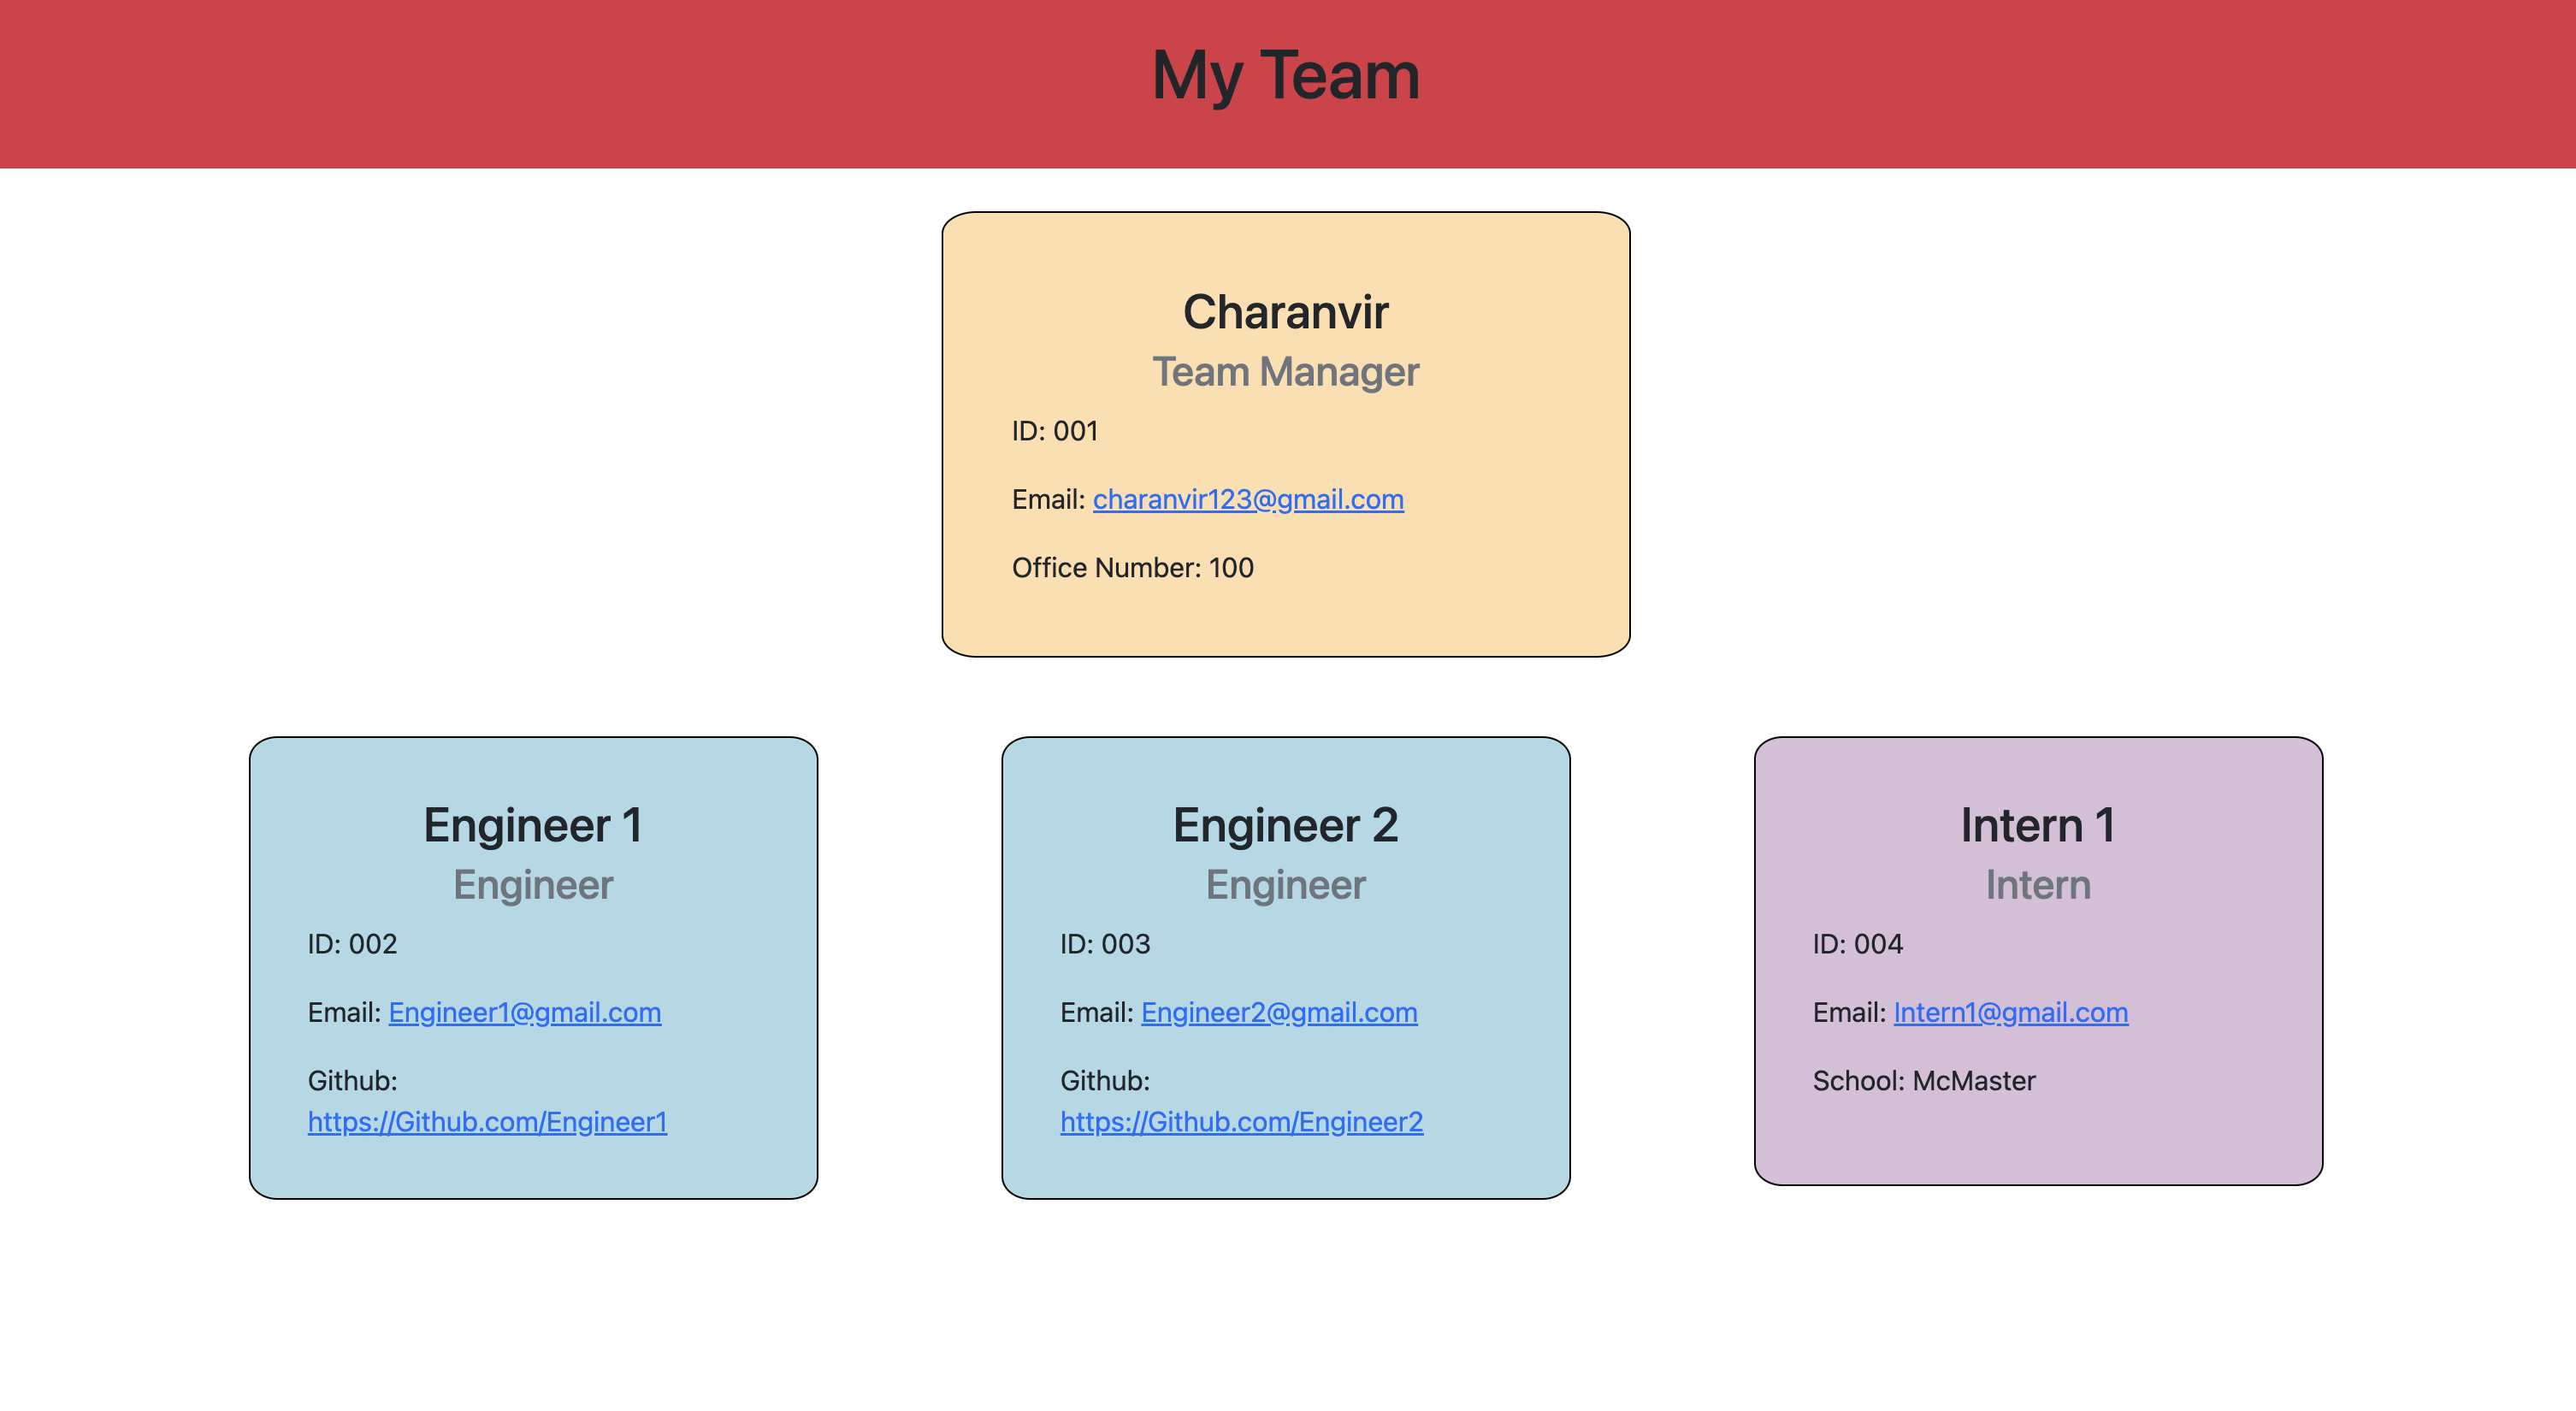 My Team
Charanvir
Team Manager
ID: 001
Email: charanvir123@gmail.com
Office Number: 100
Engineer 1
Engineer
ID: 002
Email: Engineer1@gmail.com
Github:
https://Github.com/Engineer1
Engineer 2
Engineer
ID: 003
Email: Engineer2@gmail.com
Github:
https://Github.com/Engineer2
Intern 1
Intern
ID: 004
Email: Intern1@gmail.com
School: McMaster